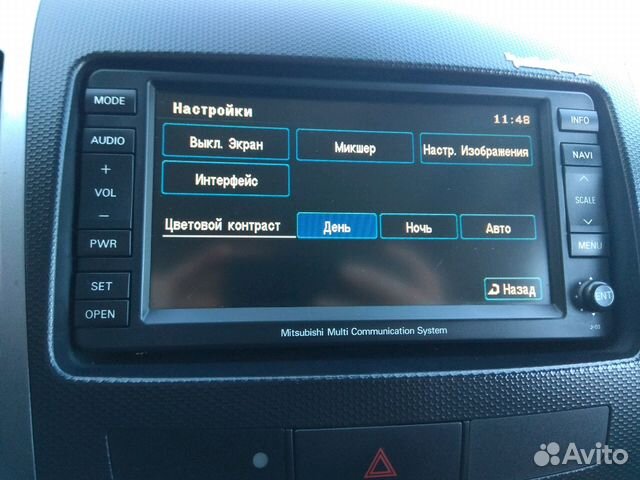 MODE
AUDIO
+
VOL
–
PWR
SET
OPEN
Настройки
11:48
Выкл. Экран
Микшер
Настр. Изображения
Интерфейс
Цветовой контраст
День
Ночь
Авто
Назад
INFO
NAVI
SCALE
MENU
ENT
J-03
Mitsubishi Multi Communication System
Avito